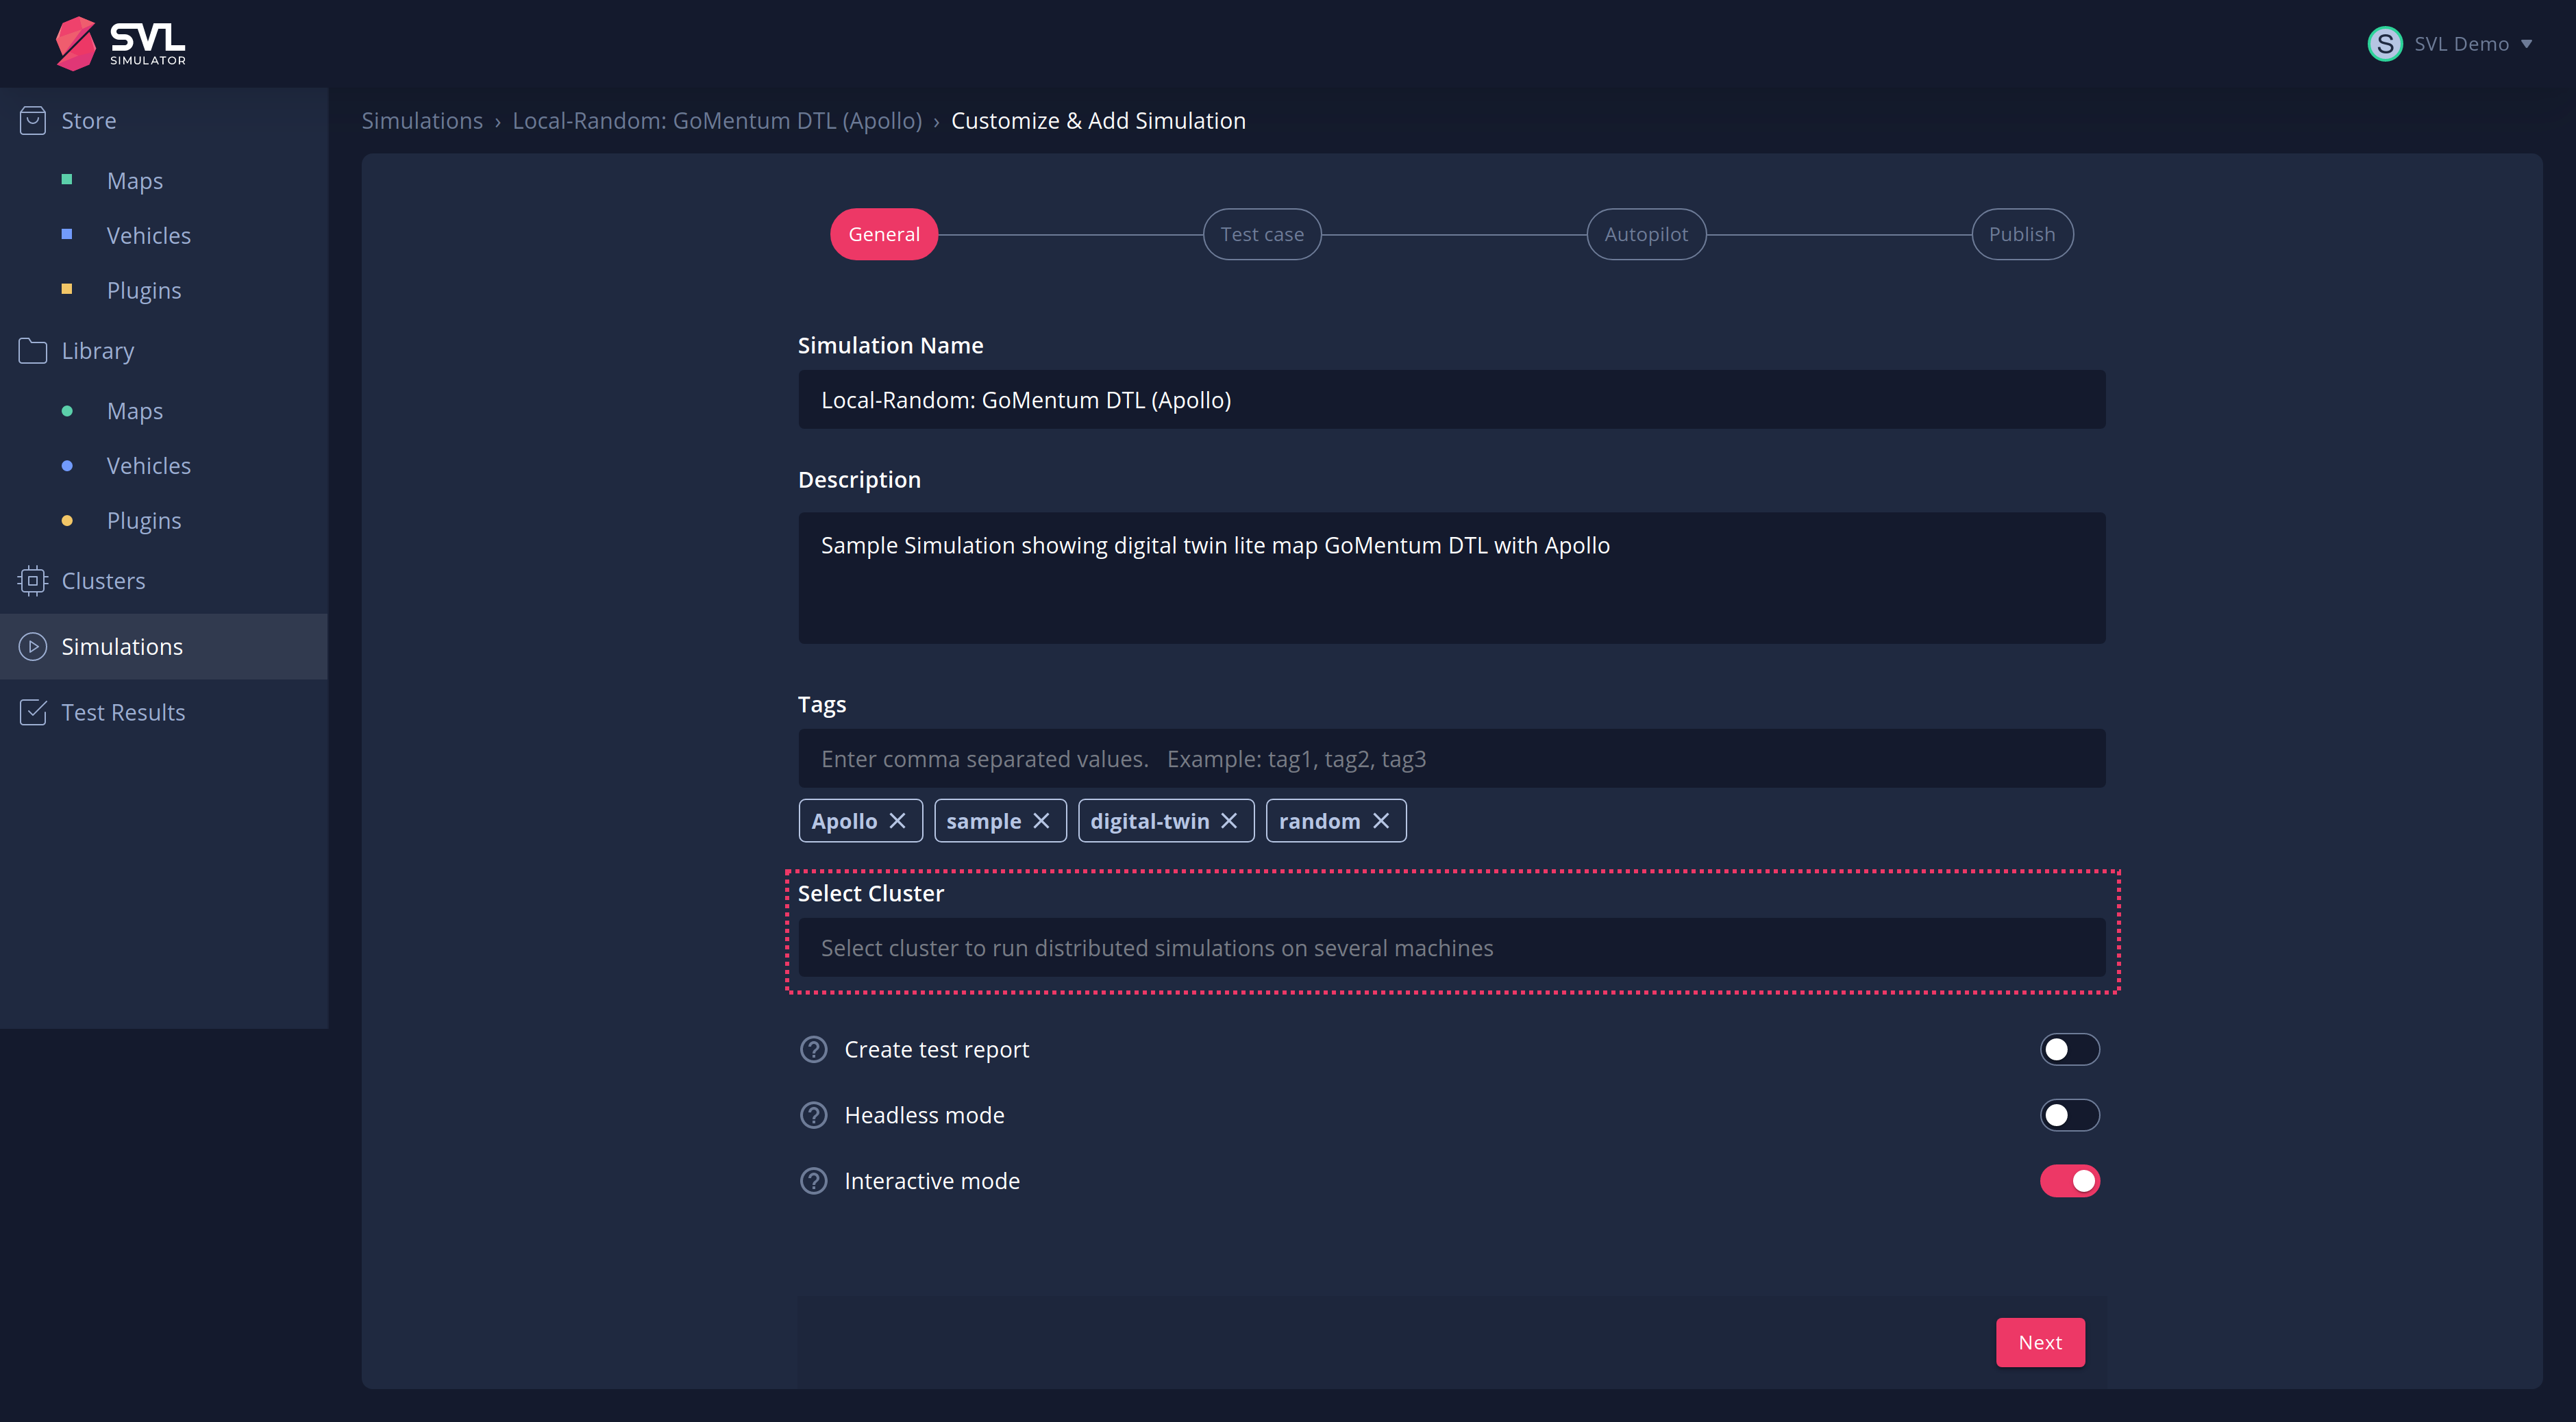 SVL
SIMULATOR
S SVL Demo
Store
Maps
Vehicles
Plugins
Library
Maps
Vehicles
Plugins
Clusters
Simulations
Test Results
Simulations › Local-Random: GoMentum DTL (Apollo) › Customize & Add Simulation
General Test case Autopilot Publish
Simulation Name
Local-Random: GoMentum DTL (Apollo)
Description
Sample Simulation showing digital twin lite map GoMentum DTL with Apollo
Tags
Enter comma separated values. Example: tag1, tag2, tag3
Apollo sample digital-twin random
Select Cluster
Select cluster to run distributed simulations on several machines
? Create test report
? Headless mode
? Interactive mode
Next